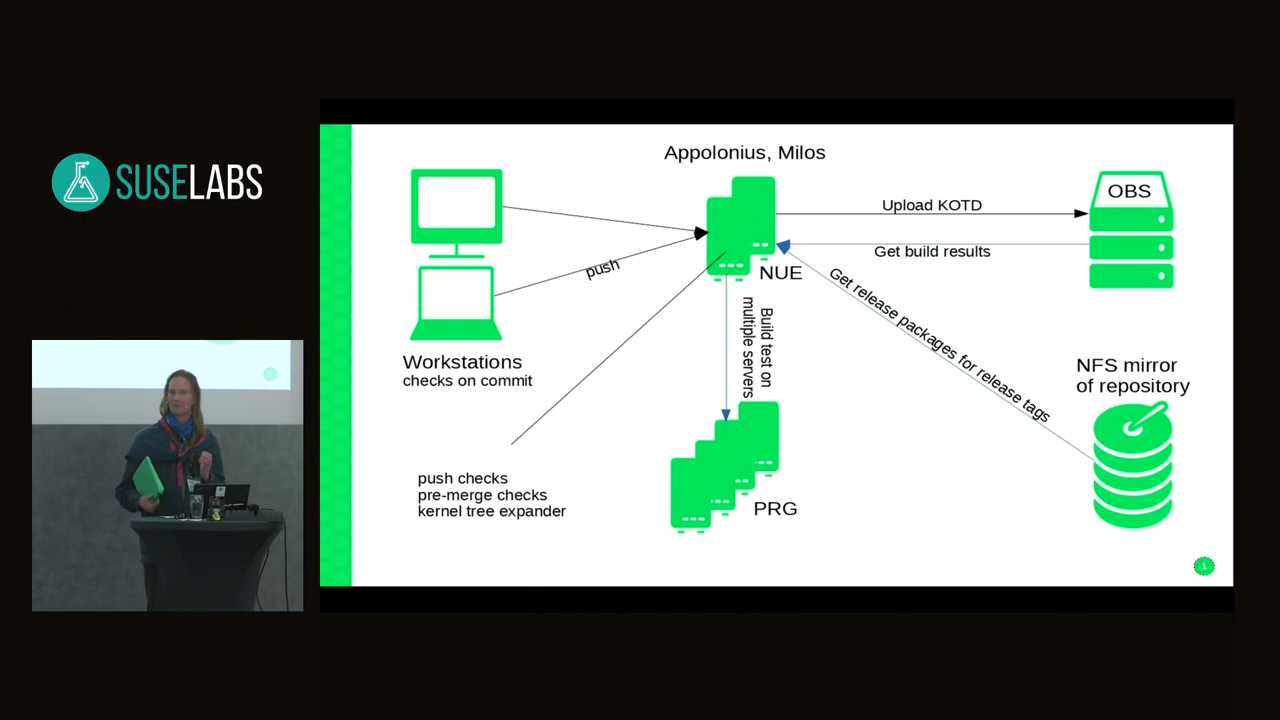 SUSELABS
Appolonius, Milos
OBS
Upload KOTD
Get build results
push
NUE
Get release packages for release tags
Build test on
multiple servers
Workstations
checks on commit
NFS mirror
of repository
push checks
pre-merge checks
kernel tree expander
PRG
1